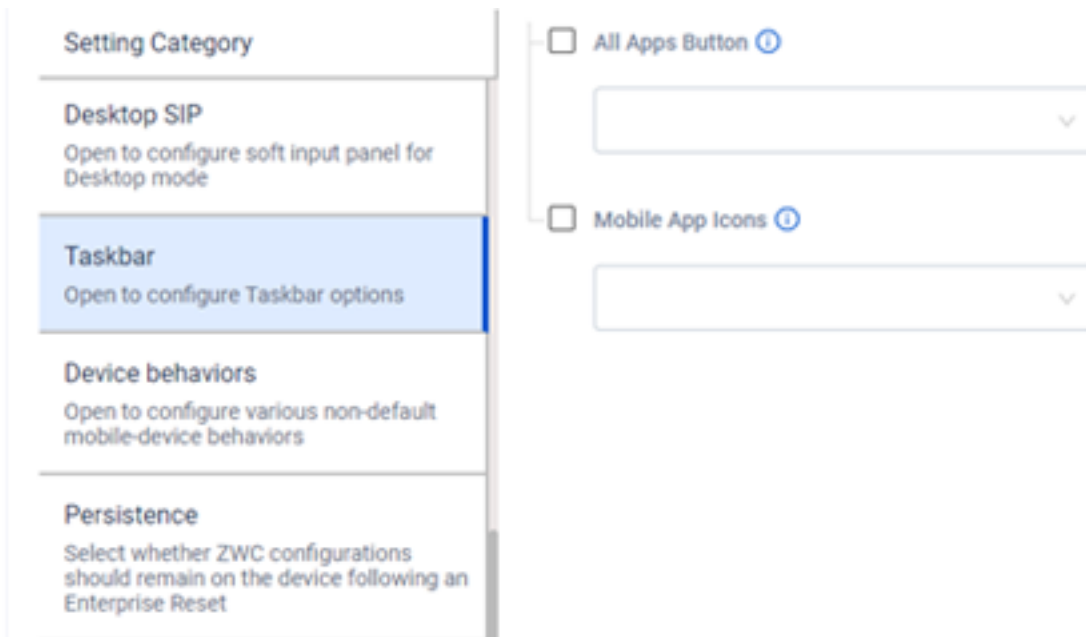 Setting Category
Desktop SIP
Open to configure soft input panel for
Desktop mode
Taskbar
Open to configure Taskbar options
Device behaviors
Open to configure various non-default
mobile-device behaviors
Persistence
Select whether ZWC configurations
should remain on the device following an
Enterprise Reset
All Apps Button
Mobile App Icons